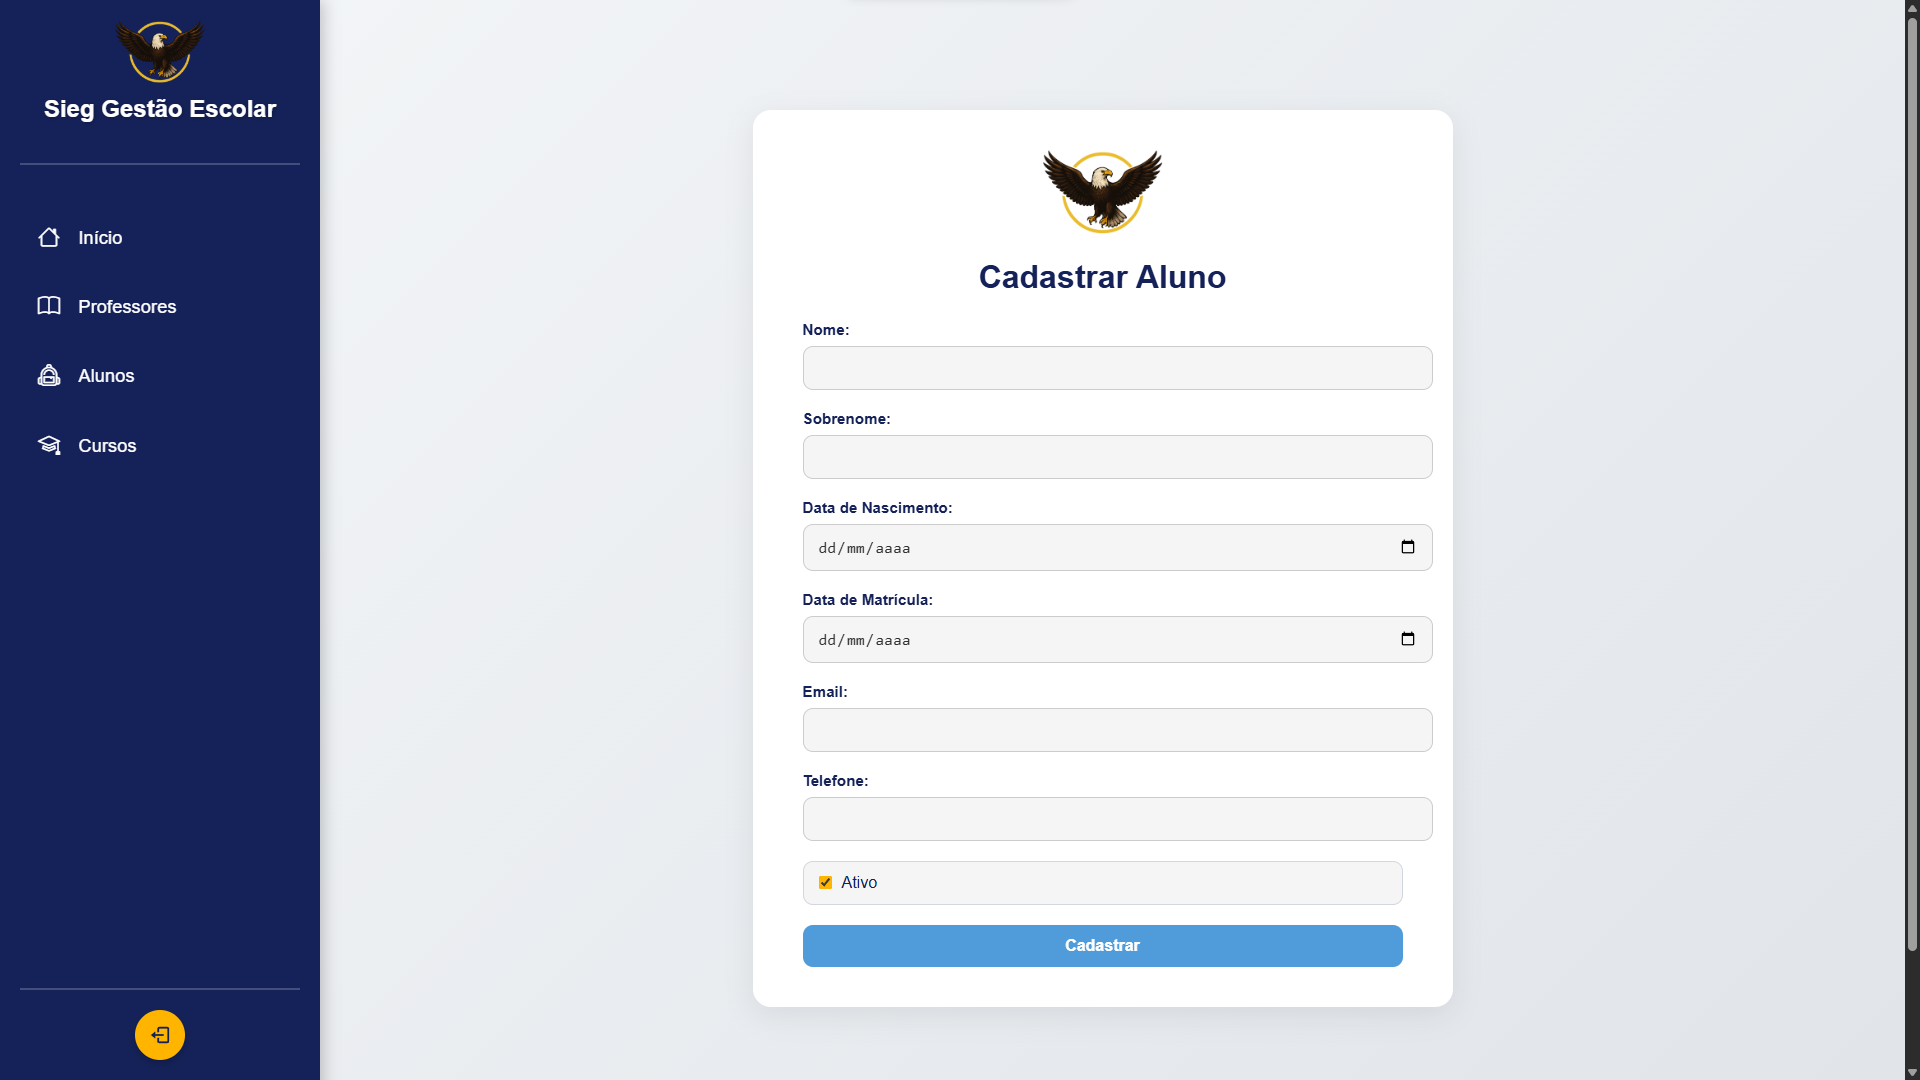 Sieg Gestão Escolar
Início
Professores
Alunos
Cursos
Cadastrar Aluno
Nome:
Sobrenome:
Data de Nascimento:
dd/mm/aaaa
Data de Matrícula:
dd/mm/aaaa
Email:
Telefone:
Ativo
Cadastrar